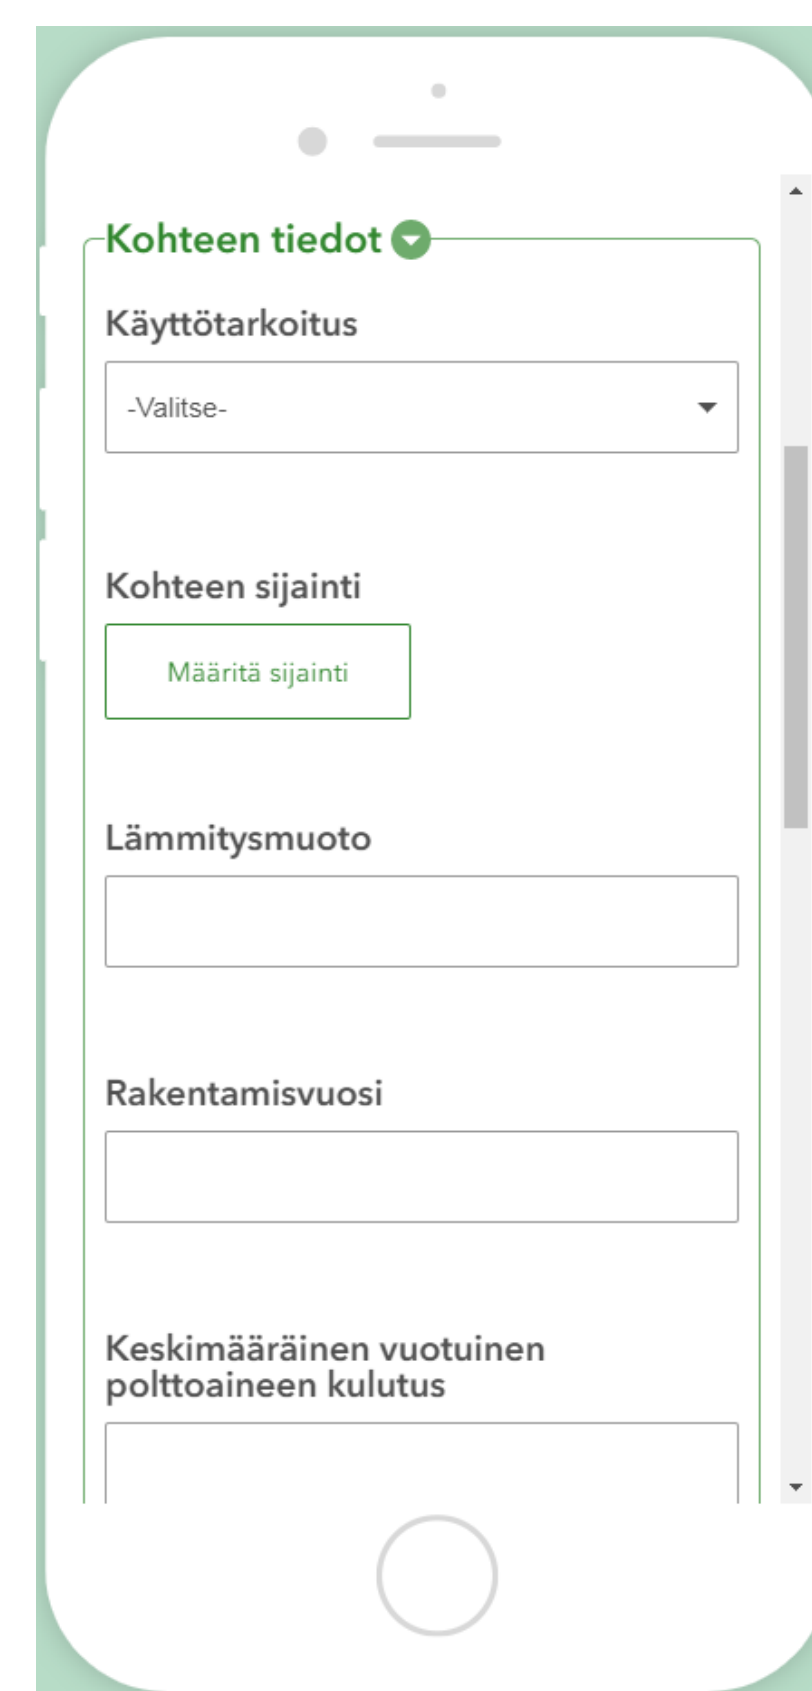 Kohteen tiedot
Käyttötarkoitus
-Valitse-
Kohteen sijainti
Määritä sijainti
Lämmitysmuoto
Rakentamisvuosi
Keskimääräinen vuotuinen
polttoaineen kulutus